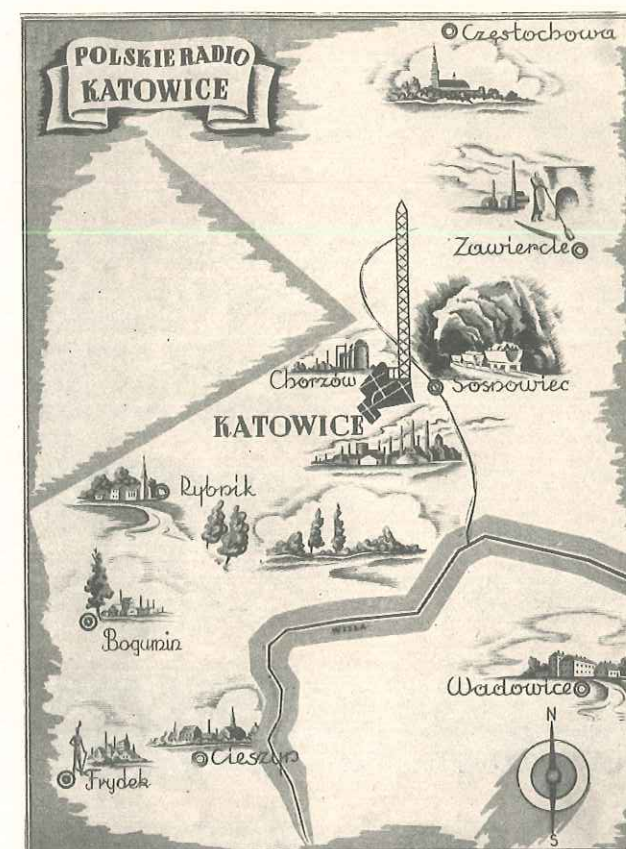 POLSKIE RADIO
KATOWICE
Częstochowa
Zawiercie
Chorzów
Sosnowiec
KATOWICE
Rybnik
Bogumin
WISŁA
Wadowice
N
Cieszyn
Frydek
S